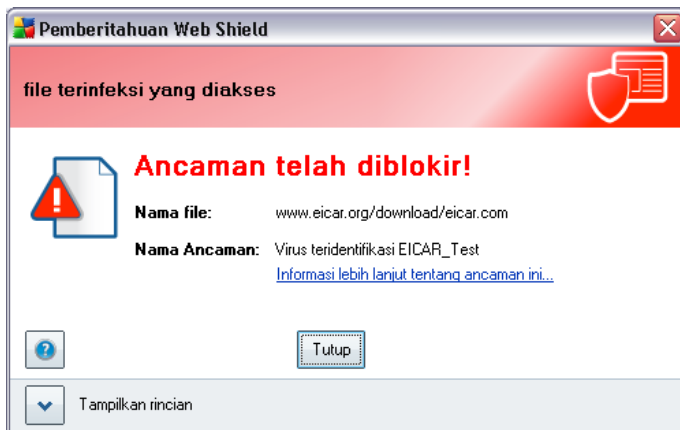 Pemberitahuan Web Shield
file terinfeksi yang diakses
Ancaman telah diblokir!
Nama file: www.eicar.org/download/eicar.com
Nama Ancaman: Virus teridentifikasi EICAR_Test
Informasi lebih lanjut tentang ancaman ini...
Tutup
Tampilkan rincian